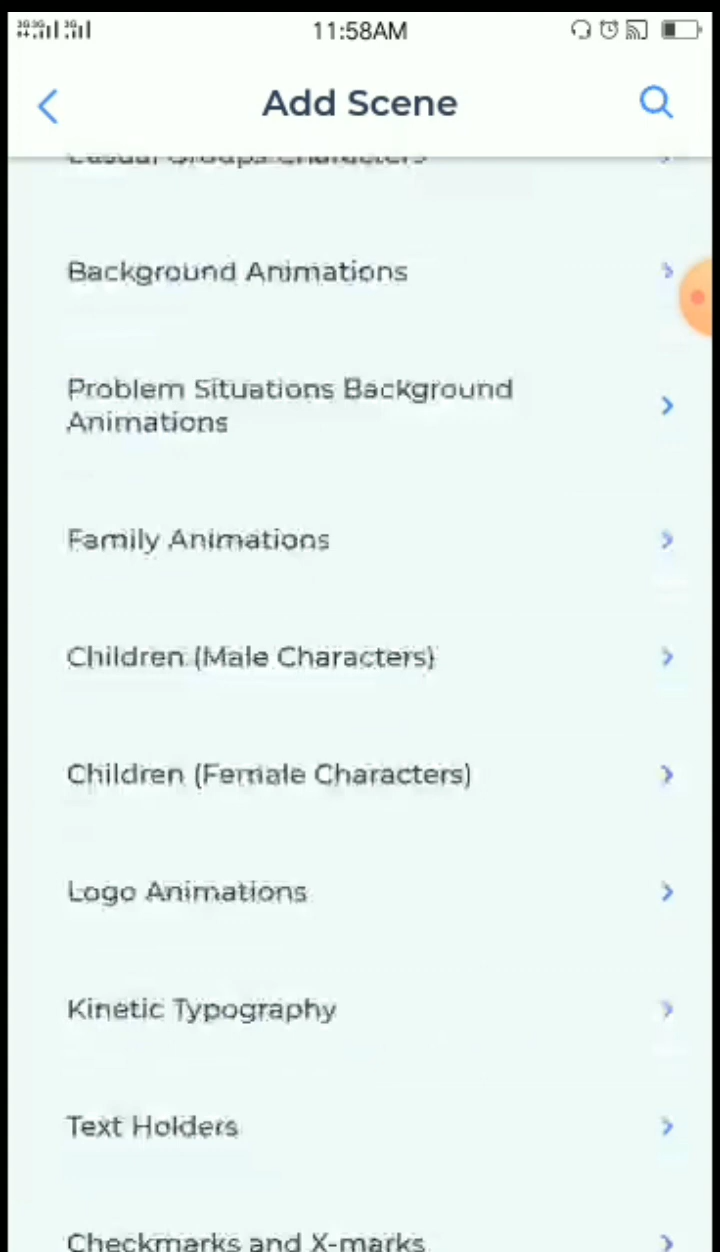 11:58AM
Add Scene
Casual Groups Characters
Background Animations
Problem Situations Background
Animations
Family Animations
Children (Male Characters)
Children (Female Characters)
Logo Animations
Kinetic Typography
Text Holders
Checkmarks and X-marks